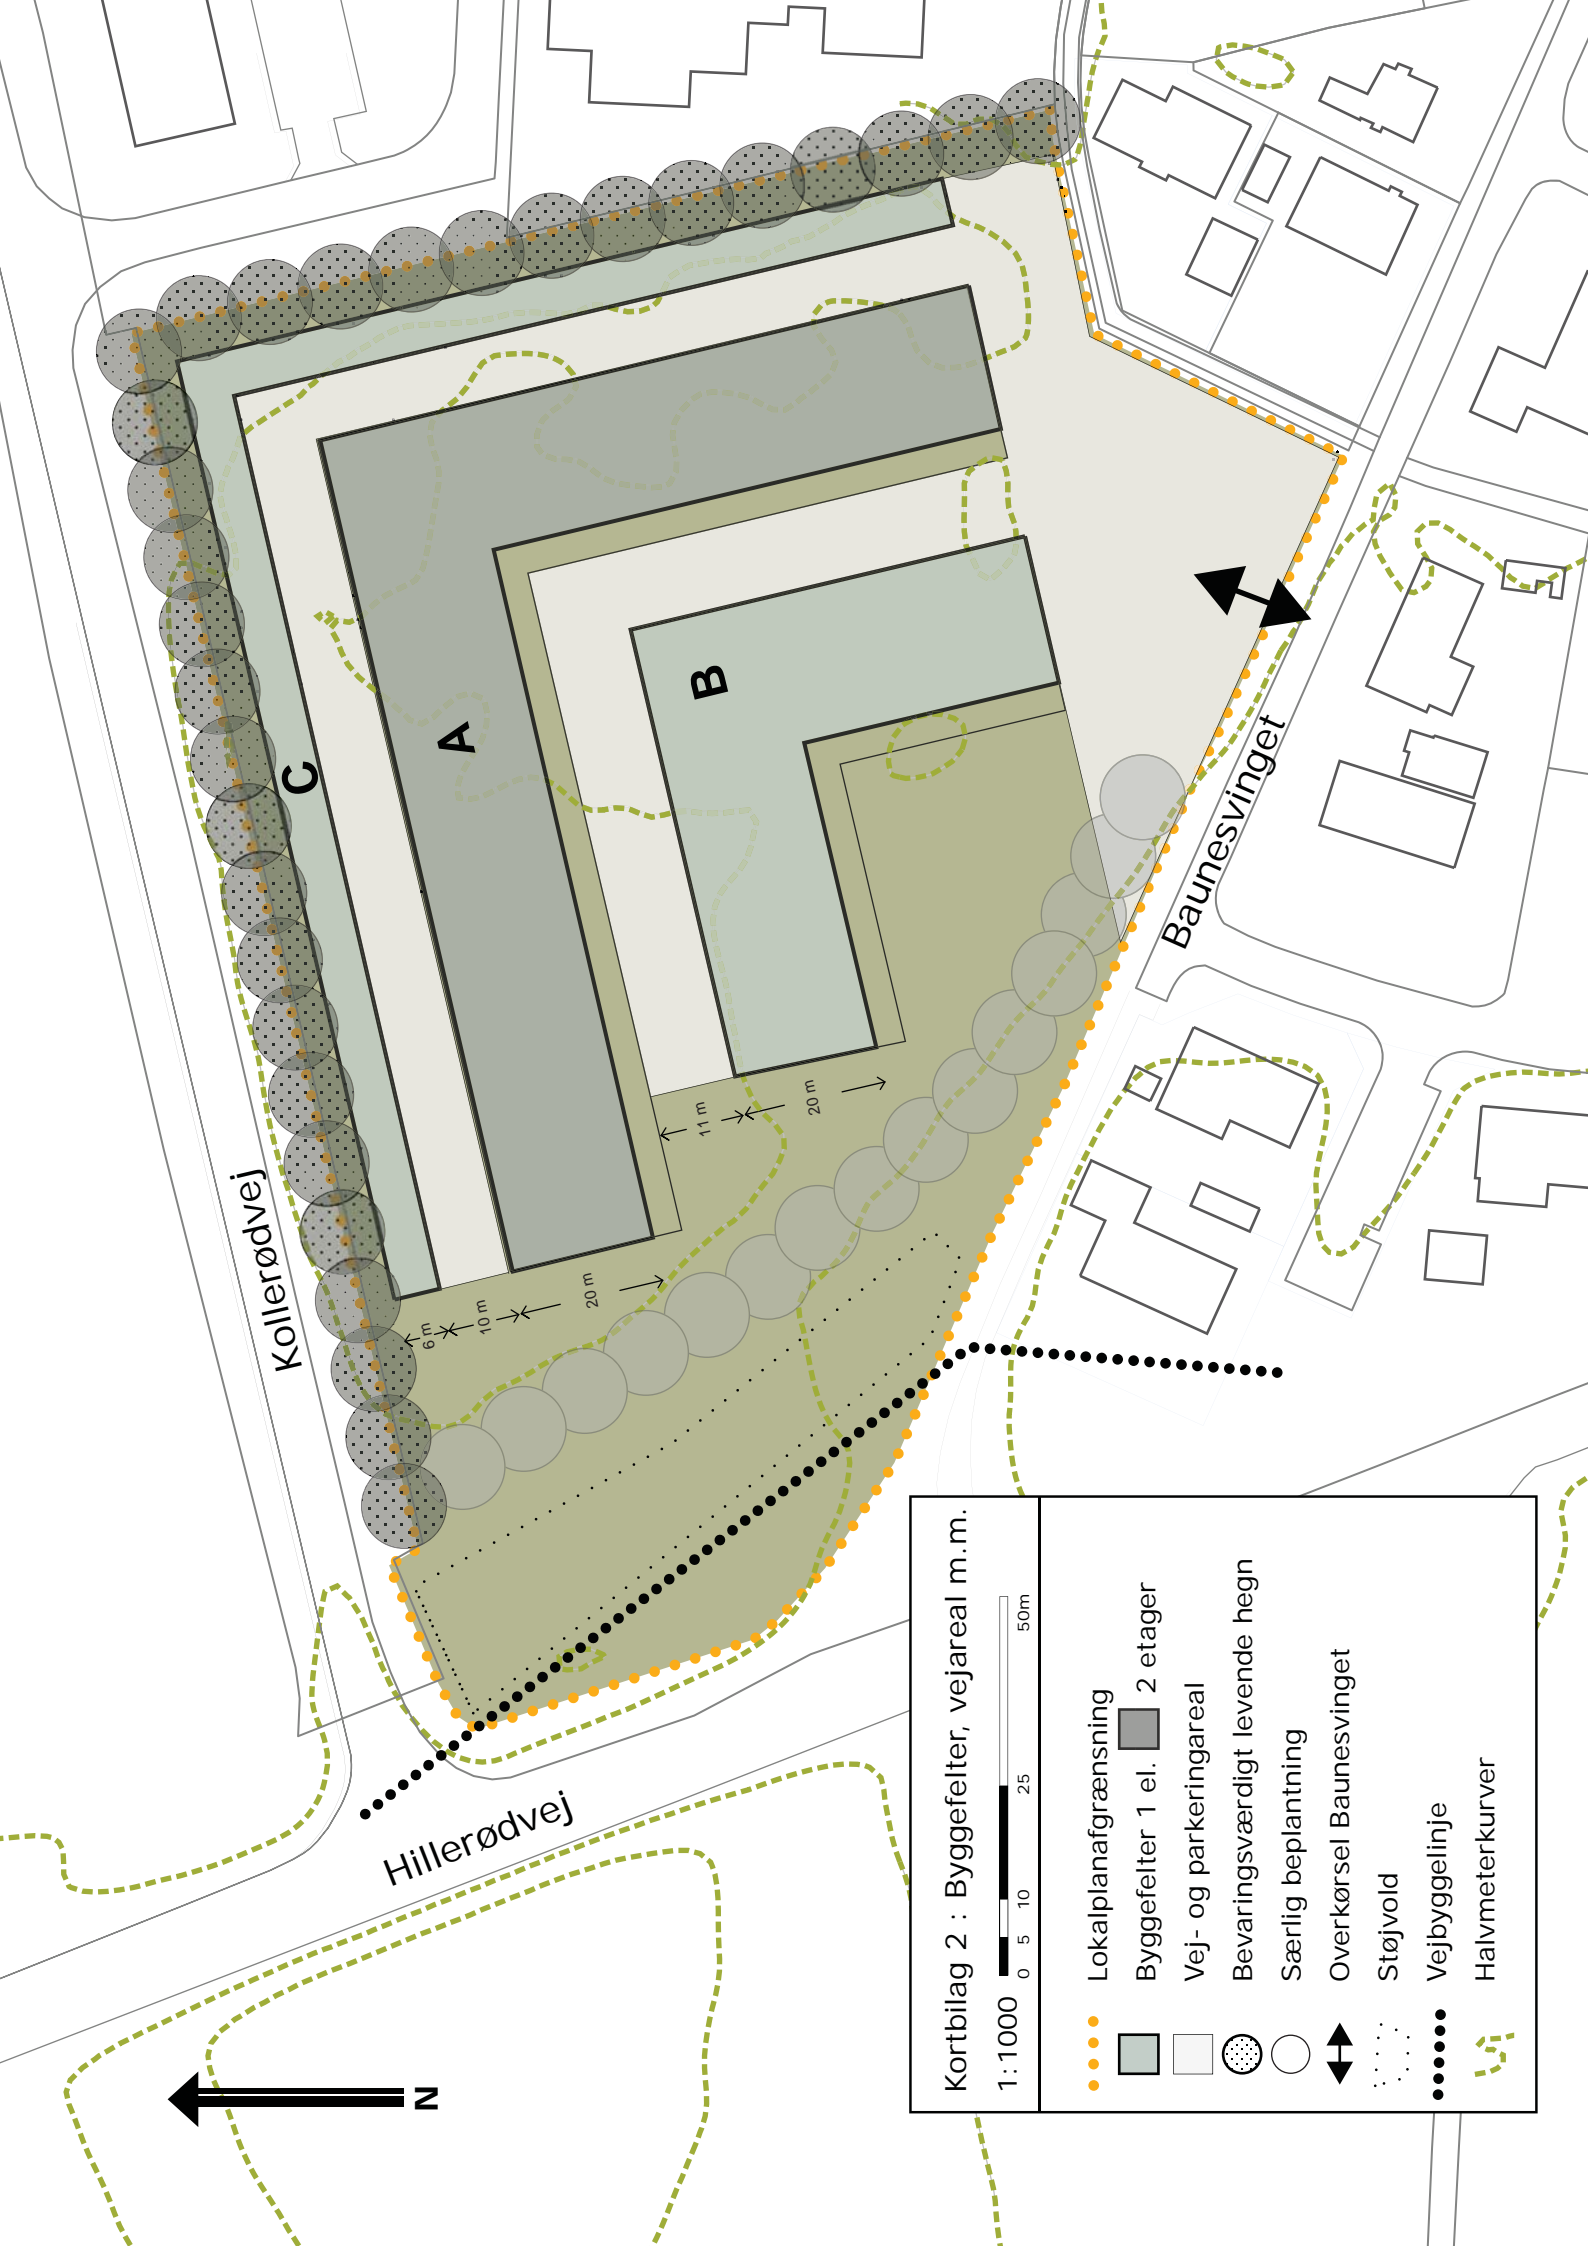 C
A
B
Kollerødvej
Baunesvinget
Hillerødvej
6 m
10 m
20 m
11 m
20 m
N
Kortbilag 2 : Byggefelter, vejareal m.m.
1:1000
0 5 10 25 50m
Lokalplanafgrænsning
Byggefelter 1 el. 2 etager
Vej- og parkeringareal
Bevaringsværdigt levende hegn
Særlig beplantning
Overkørsel Baunesvinget
Støjvold
Vejbyggelinje
Halvmeterkurver